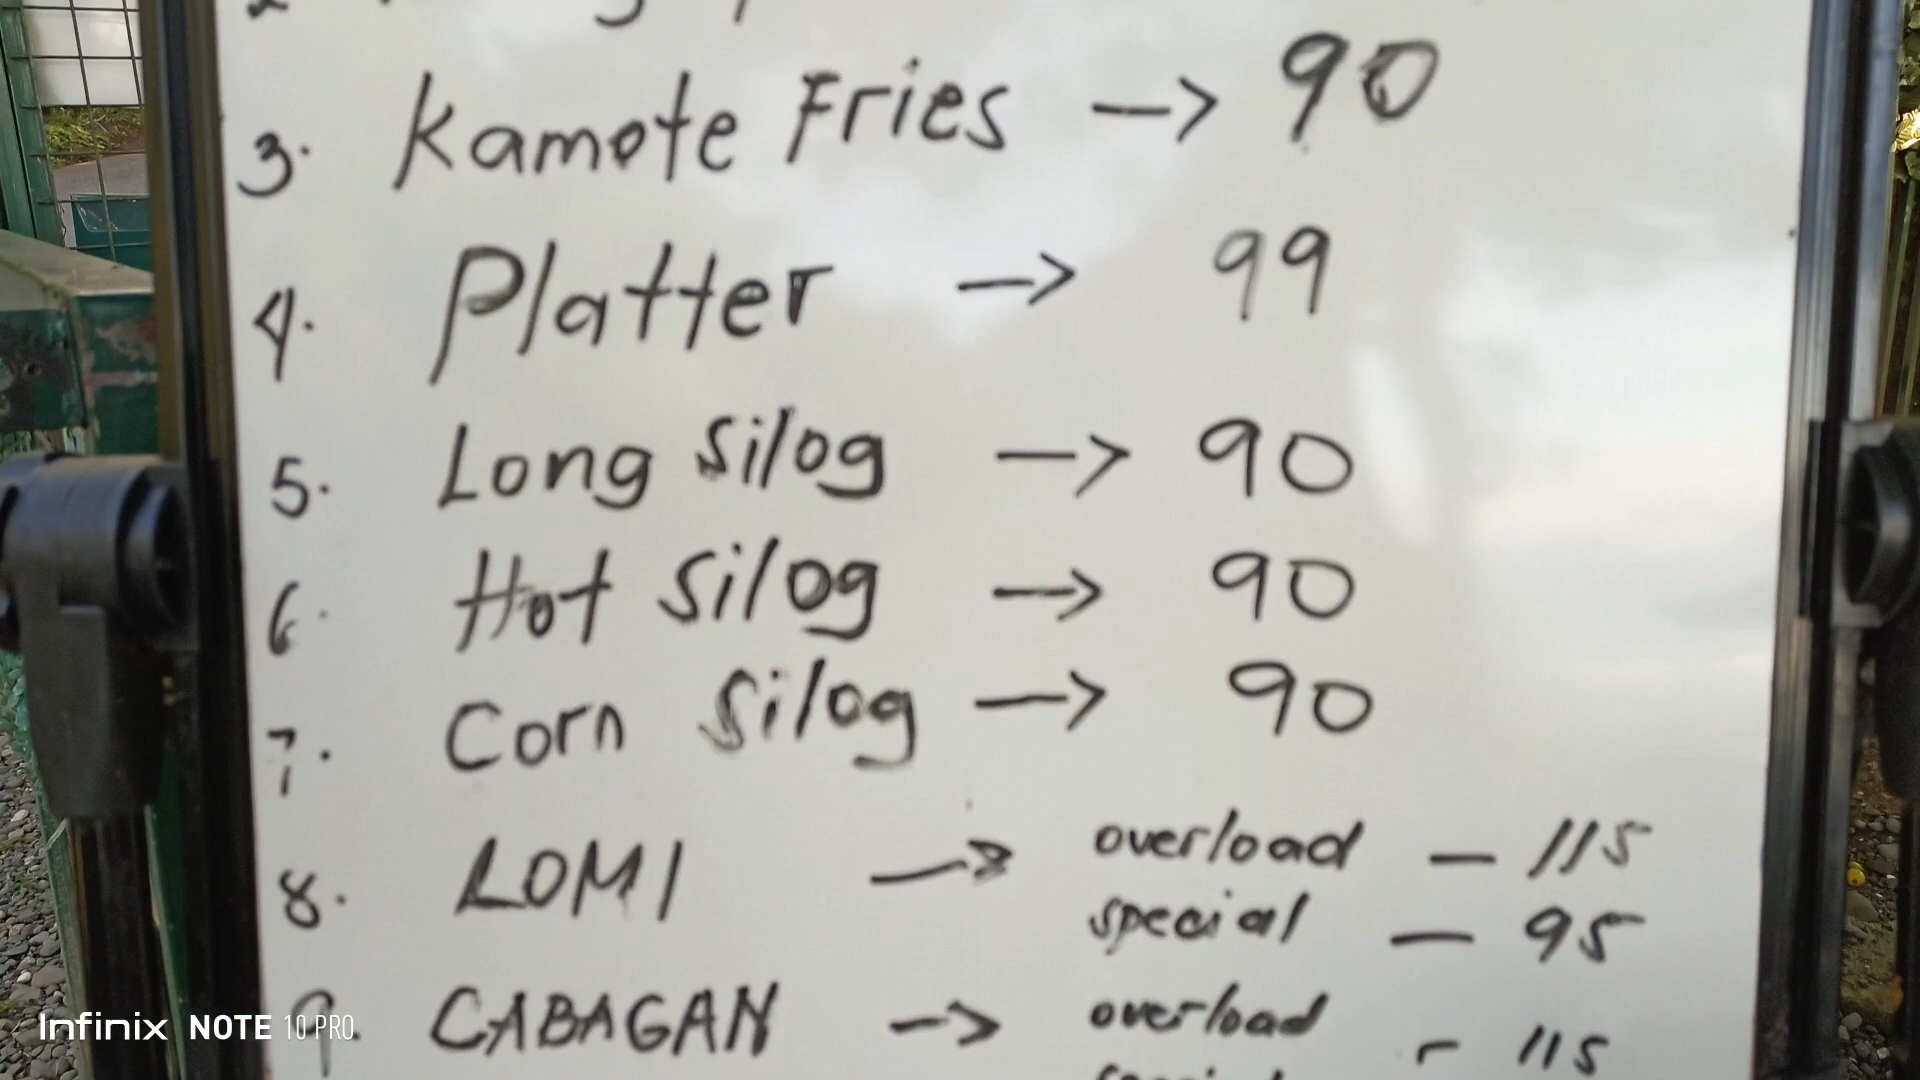 3. Kamote Fries -> 90
4. Platter -> 99
5. Long Silog -> 90
6. Hot Silog -> 90
7. Corn Silog -> 90
8. LOMI -> overload - 115
special - 95
9. CABAGAN -> overload - 115
Infinix NOTE 10 PRO